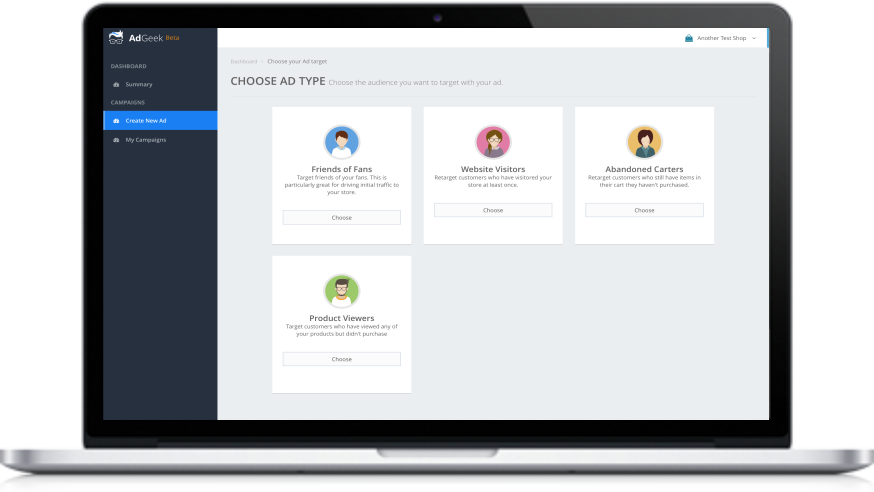 AdGeek Beta
Another Test Shop
DASHBOARD
Summary
CAMPAIGNS
Create New Ad
My Campaigns
Dashboard > Choose your Ad target
CHOOSE AD TYPE Choose the audience you want to target with your ad
Friends of Fans
Target friends of your fans. This is
particularly great for driving initial traffic to
your store.
Choose
Website Visitors
Retarget customers who have visitored your
store at least once.
Choose
Abandoned Carters
Retarget customers who still have items in
their cart they haven't purchased.
Choose
Product Viewers
Target customers who have viewed any of
your products but didn't purchase
Choose